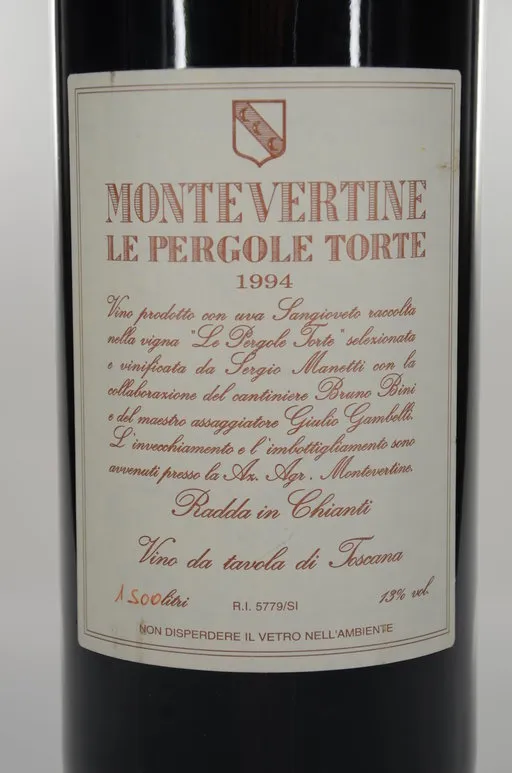 MONTEVERTINE
LE PERGOLE TORTE
1994
Vino prodotto con uva Sangioveto raccolta
nella vigna "Le Pergole Torte" selezionata
e vinificata da Sergio Manetti con la
collaborazione del cantiniere Bruno Bini
e del maestro assaggiatore Giulio Gambelli.
L'invecchiamento e l'imbottigliamento sono
avvenuti presso la Az. Agr. Montevertine.
Radda in Chianti
Vino da tavola di Toscana
1500 litri R.I. 5779/SI 13% vol.
NON DISPERDERE IL VETRO NELL'AMBIENTE